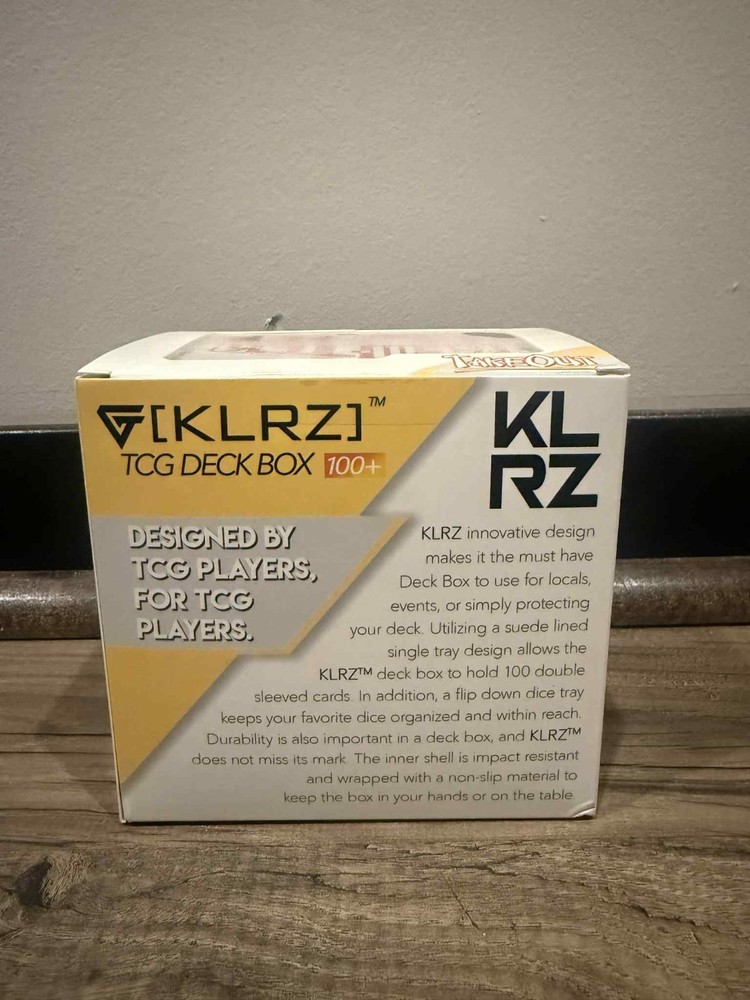 TAKEOUT
[KLRZ]™
TCG DECK BOX 100+
KL
RZ
DESIGNED BY
TCG PLAYERS,
FOR TCG
PLAYERS.
KLRZ innovative design
makes it the must have
Deck Box to use for locals,
events, or simply protecting
your deck. Utilizing a suede lined
single tray design allows the
KLRZ™ deck box to hold 100 double
sleeved cards. In addition, a flip down dice tray
keeps your favorite dice organized and within reach.
Durability is also important in a deck box, and KLRZ™
does not miss its mark. The inner shell is impact resistant
and wrapped with a non-slip material to
keep the box in your hands or on the table.